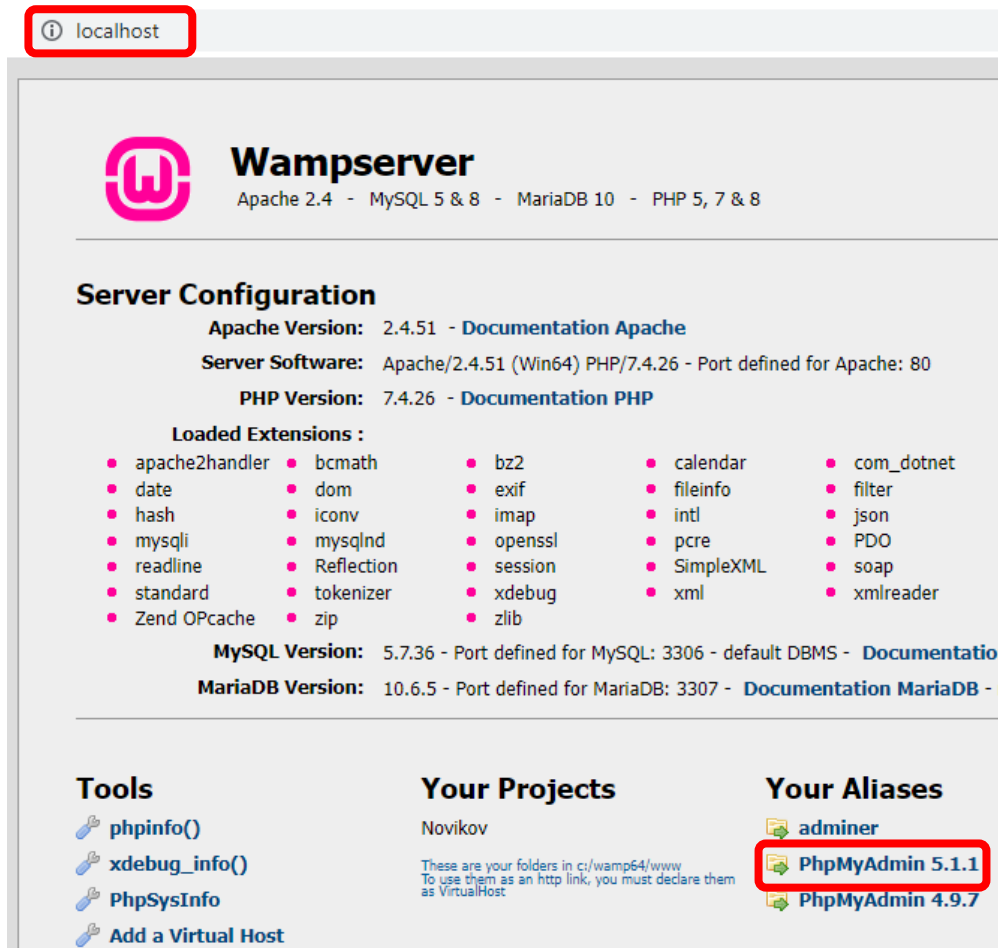 localhost
Wampserver
Apache 2.4 - MySQL 5 & 8 - MariaDB 10 - PHP 5, 7 & 8
Server Configuration
Apache Version: 2.4.51 - Documentation Apache
Server Software: Apache/2.4.51 (Win64) PHP/7.4.26 - Port defined for Apache: 80
PHP Version: 7.4.26 - Documentation PHP
Loaded Extensions :
apache2handler bcmath bz2 calendar com_dotnet
date dom exif fileinfo filter
hash iconv imap intl json
mysqli mysqlnd openssl pcre PDO
readline Reflection session SimpleXML soap
standard tokenizer xdebug xml xmlreader
Zend OPcache zip zlib
MySQL Version: 5.7.36 - Port defined for MySQL: 3306 - default DBMS - Documentatio
MariaDB Version: 10.6.5 - Port defined for MariaDB: 3307 - Documentation MariaDB -
Tools
phpinfo()
xdebug_info()
PhpSysInfo
Add a Virtual Host
Your Projects
Novikov
These are your folders in c:/wamp64/www
To use them as an http link, you must declare them
as VirtualHost
Your Aliases
adminer
PhpMyAdmin 5.1.1
PhpMyAdmin 4.9.7